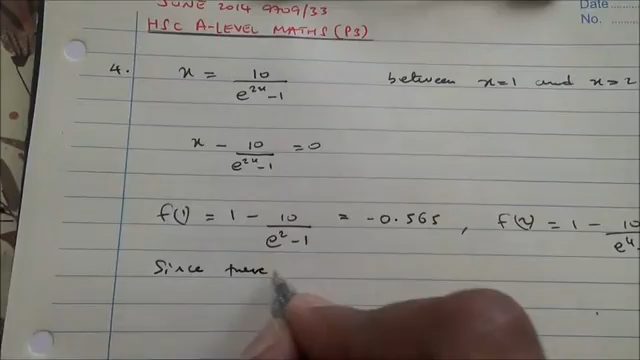 JUNE 2014 9709/33
HSC A-LEVEL MATHS (P3)
Date
No.
4. x = 10/(e^(2x) - 1) between x=1 and x=2
x - 10/(e^(2x) - 1) = 0
f(1) = 1 - 10/(e^2 - 1) = -0.565 , f(2) = 1 - 10/(e^4 -
Since there